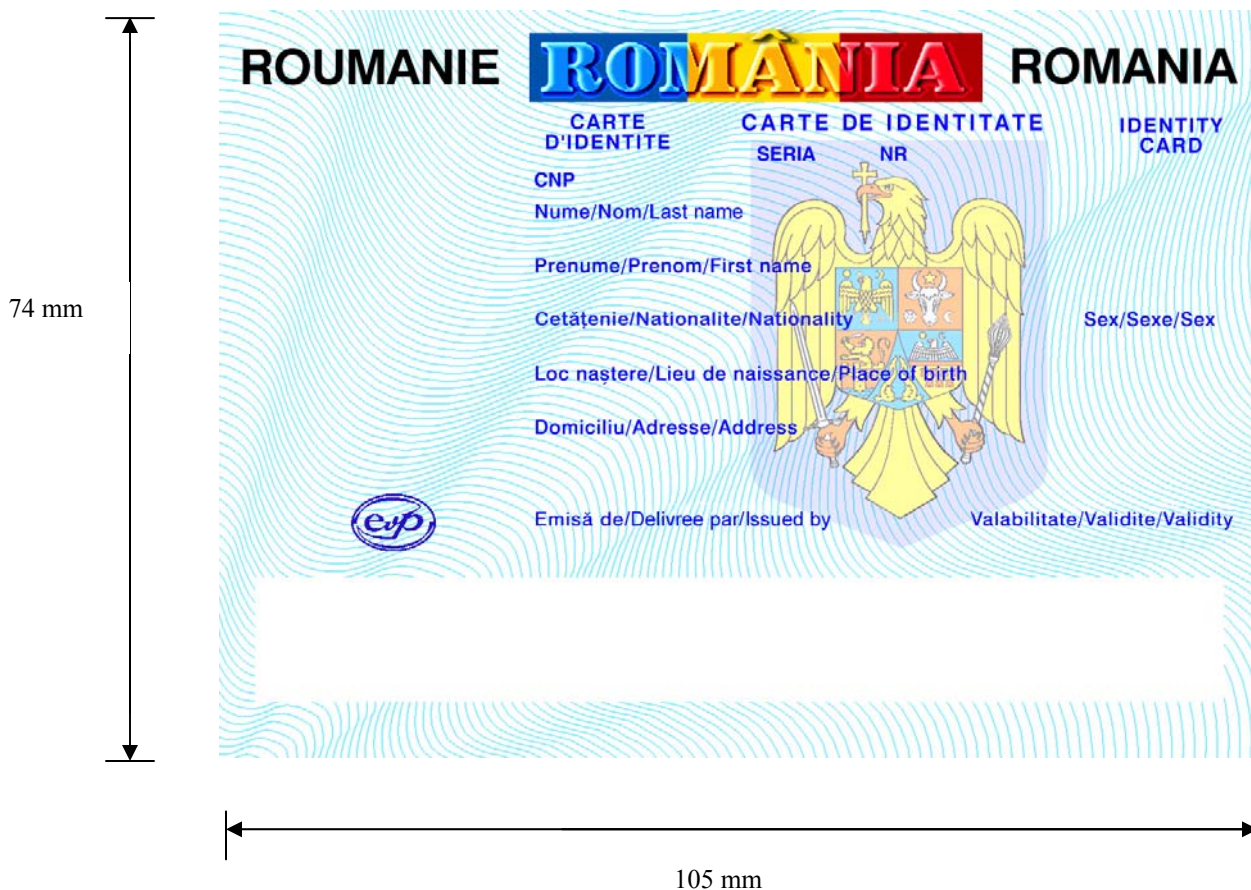 ROUMANIE ROMÂNIA ROMANIA
CARTE D'IDENTITE
CARTE DE IDENTITATE
IDENTITY CARD
SERIA NR
CNP
Nume/Nom/Last name
Prenume/Prenom/First name
74 mm
Cetățenie/Nationalite/Nationality Sex/Sexe/Sex
Loc naștere/Lieu de naissance/Place of birth
Domiciliu/Adresse/Address
evp
Emisă de/Delivree par/Issued by Valabilitate/Validite/Validity
105 mm